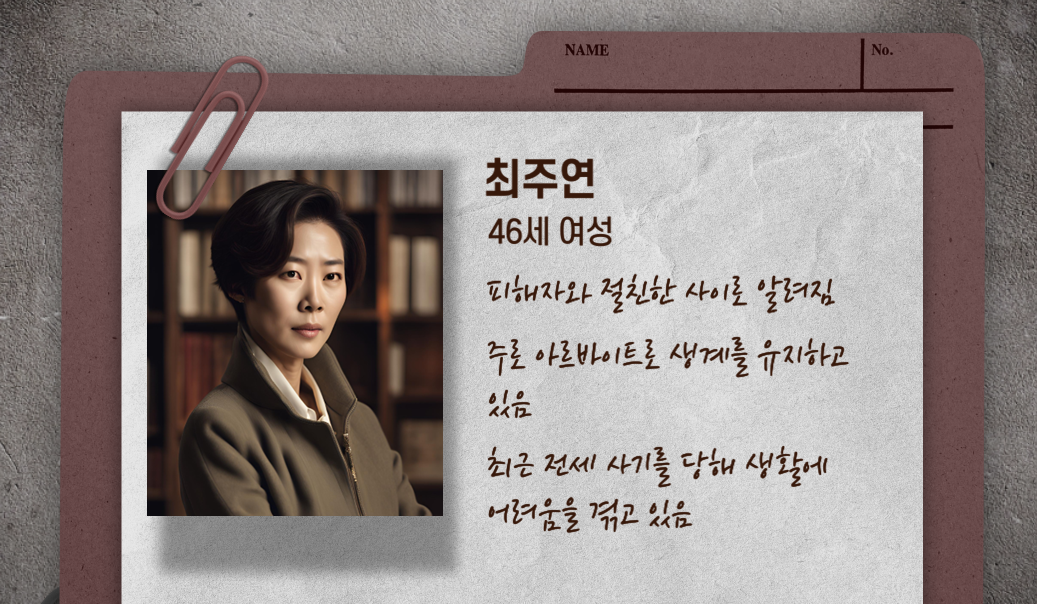 NAME
No.
최주연
46세 여성
피해자와 절친한 사이로 알려짐
주로 아르바이트로 생계를 유지하고
있음
최근 전세 사기를 당해 생활에
어려움을 겪고 있음